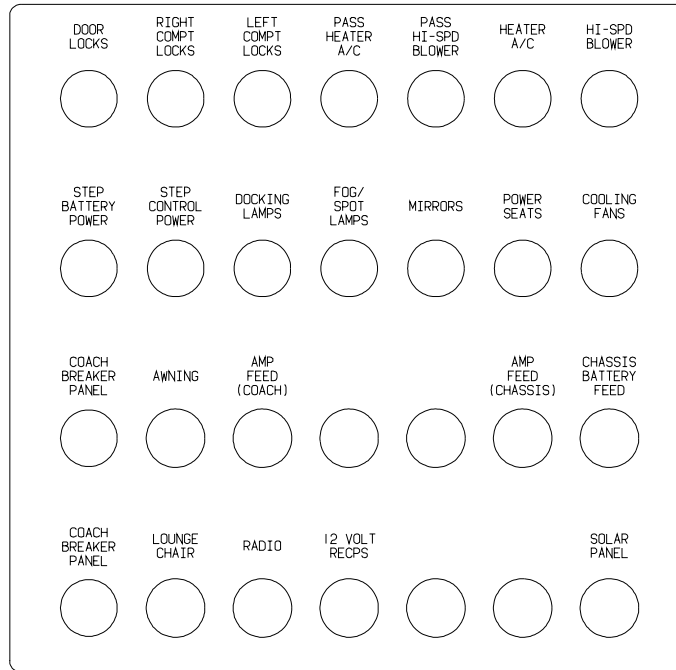 DOOR
LOCKS
RIGHT
COMPT
LOCKS
LEFT
COMPT
LOCKS
PASS
HEATER
A/C
PASS
HI-SPD
BLOWER
HEATER
A/C
HI-SPD
BLOWER
STEP
BATTERY
POWER
STEP
CONTROL
POWER
DOCKING
LAMPS
FOG/
SPOT
LAMPS
MIRRORS
POWER
SEATS
COOLING
FANS
COACH
BREAKER
PANEL
AWNING
AMP
FEED
(COACH)
AMP
FEED
(CHASSIS)
CHASSIS
BATTERY
FEED
COACH
BREAKER
PANEL
LOUNGE
CHAIR
RADIO
12 VOLT
RECPS
SOLAR
PANEL